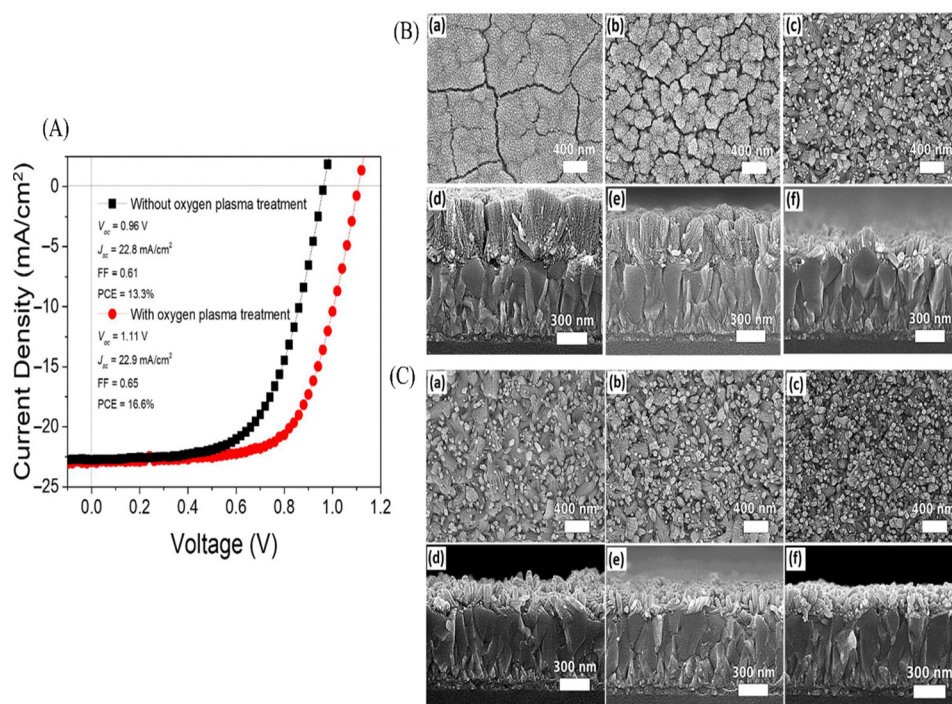 (A)
Current Density (mA/cm²)
0
−5
−10
−15
−20
−25
Without oxygen plasma treatment
Voc = 0.96 V
Jsc = 22.8 mA/cm²
FF = 0.61
PCE = 13.3%
With oxygen plasma treatment
Voc = 1.11 V
Jsc = 22.9 mA/cm²
FF = 0.65
PCE = 16.6%
0.0 0.2 0.4 0.6 0.8 1.0 1.2
Voltage (V)
(B)
(a) (b) (c)
400 nm 400 nm 400 nm
(d) (e) (f)
300 nm 300 nm 300 nm
(C)
(a) (b) (c)
400 nm 400 nm 400 nm
(d) (e) (f)
300 nm 300 nm 300 nm